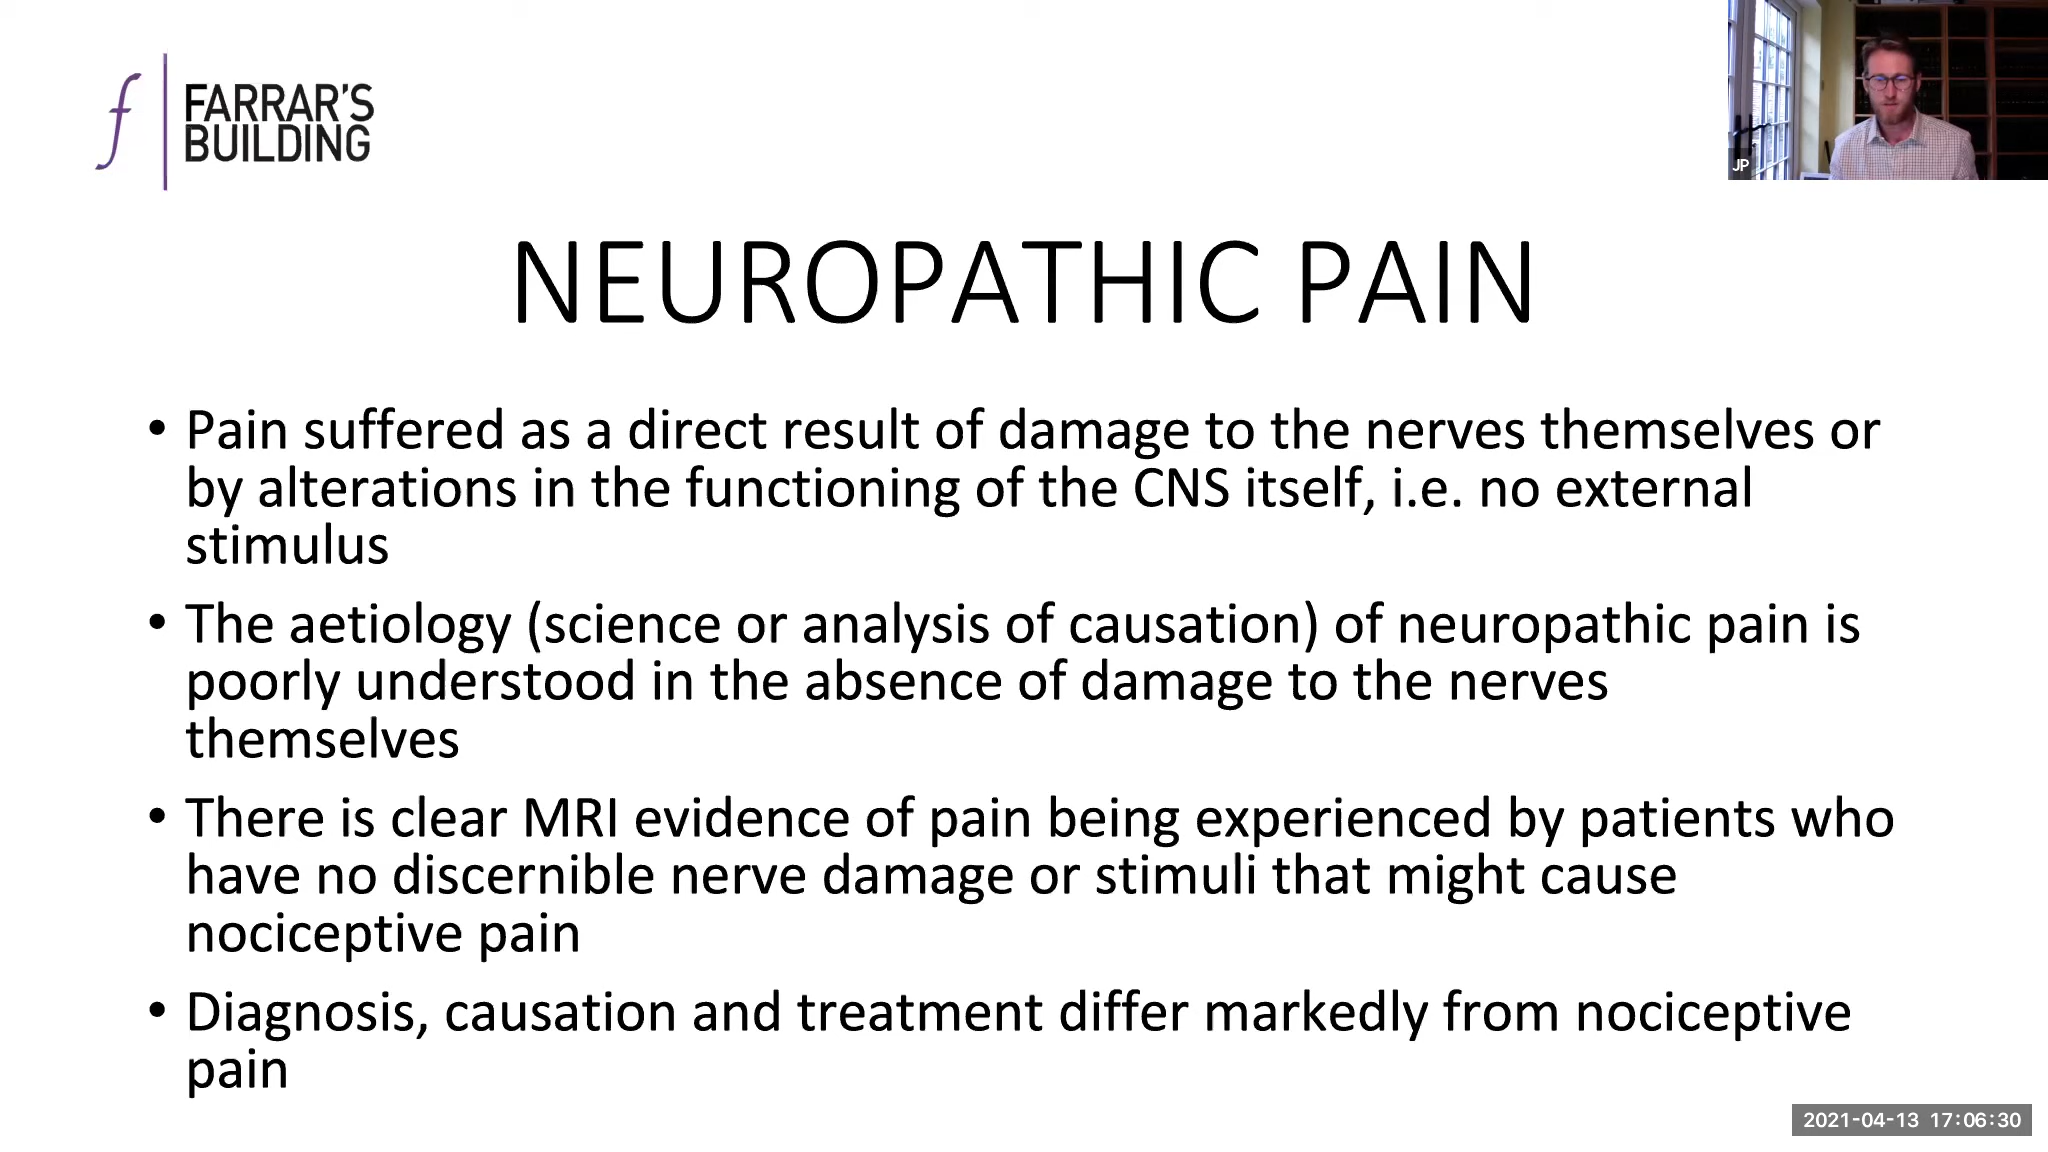 f
FARRAR'S
BUILDING
JP
NEUROPATHIC PAIN
• Pain suffered as a direct result of damage to the nerves themselves or
by alterations in the functioning of the CNS itself, i.e. no external
stimulus
• The aetiology (science or analysis of causation) of neuropathic pain is
poorly understood in the absence of damage to the nerves
themselves
• There is clear MRI evidence of pain being experienced by patients who
have no discernible nerve damage or stimuli that might cause
nociceptive pain
• Diagnosis, causation and treatment differ markedly from nociceptive
pain
2021-04-13 17:06:30